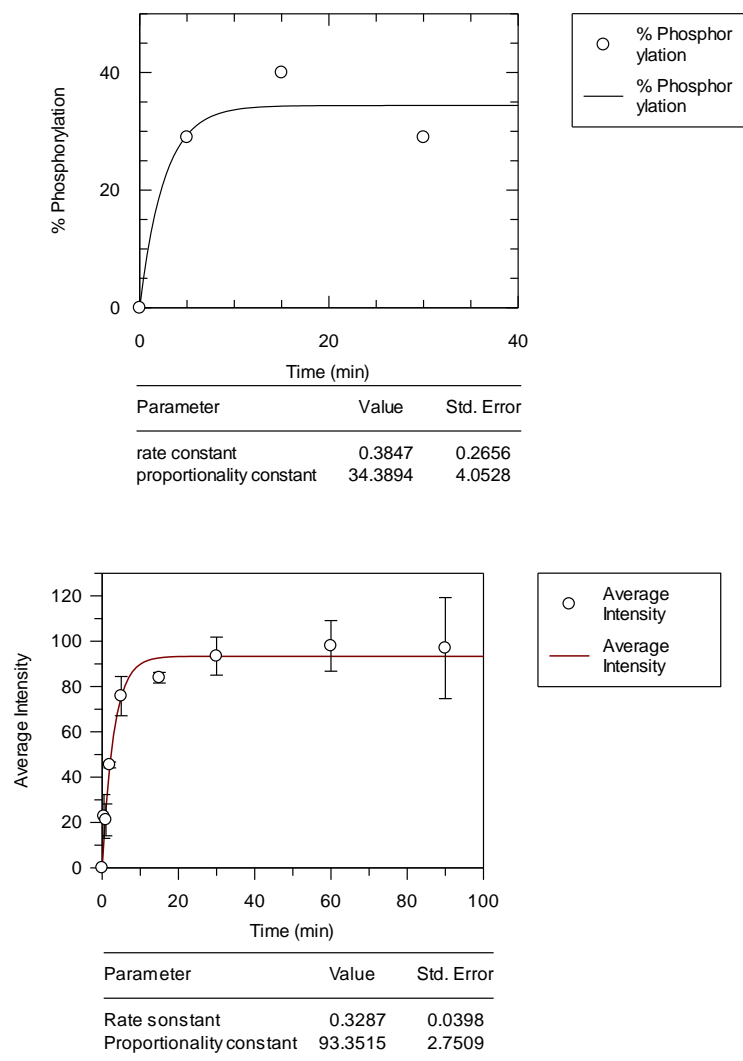 % Phosphor
ylation
% Phosphor
ylation
40
20
0
% Phosphorylation
0 20 40
Time (min)
Parameter Value Std. Error
rate constant 0.3847 0.2656
proportionality constant 34.3894 4.0528
Average
Intensity
Average
Intensity
120
100
80
60
40
20
0
Average Intensity
0 20 40 60 80 100
Time (min)
Parameter Value Std. Error
Rate sonstant 0.3287 0.0398
Proportionality constant 93.3515 2.7509